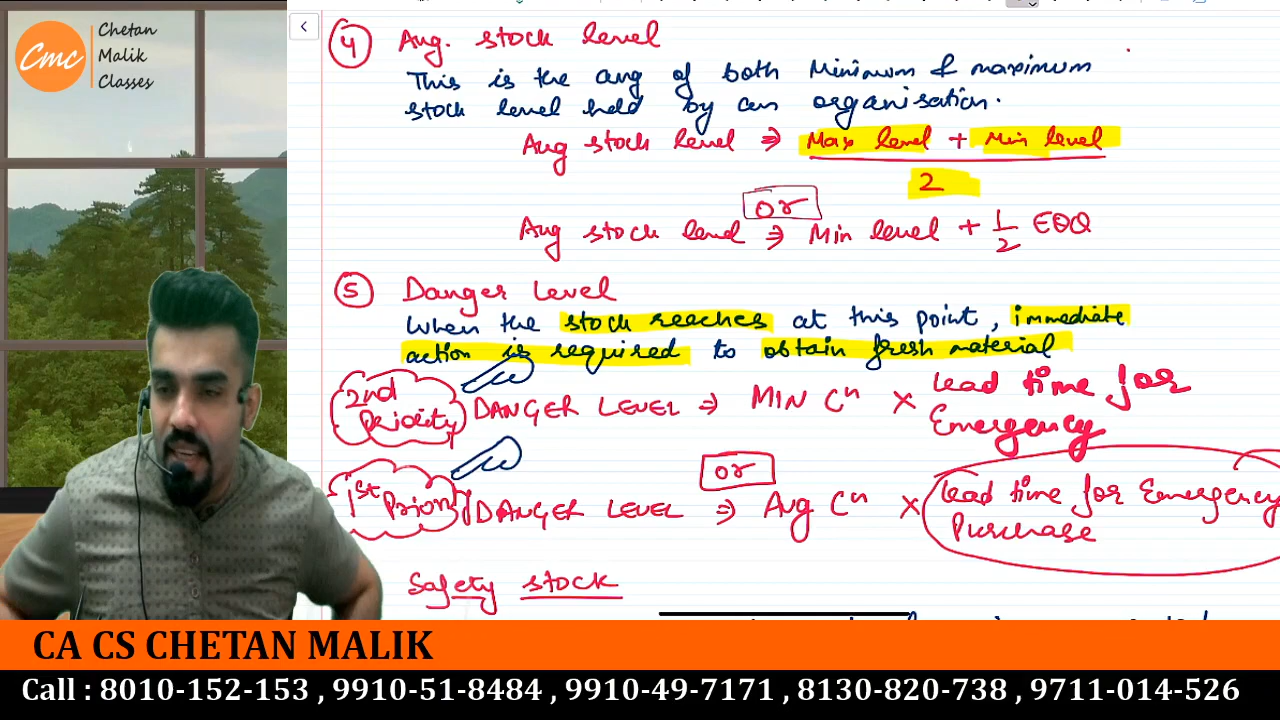 Cmc
Chetan
Malik
Classes
4 Avg. stock level
This is the avg of both Minimum & maximum
stock level held by an organisation.
Avg stock level ⇒ Max level + Min level
2
or
Avg stock level ⇒ Min level + 1/2 EOQ
5 Danger Level
When the stock reaches at this point, immediate
action is required to obtain fresh material
2nd Priority DANGER LEVEL ⇒ MIN Cⁿ × Lead time for
Emergency
or
1st Priority DANGER LEVEL ⇒ Avg Cⁿ × Lead time for Emergency
Purchase
Safety stock
CA CS CHETAN MALIK
Call : 8010-152-153 , 9910-51-8484 , 9910-49-7171 , 8130-820-738 , 9711-014-526